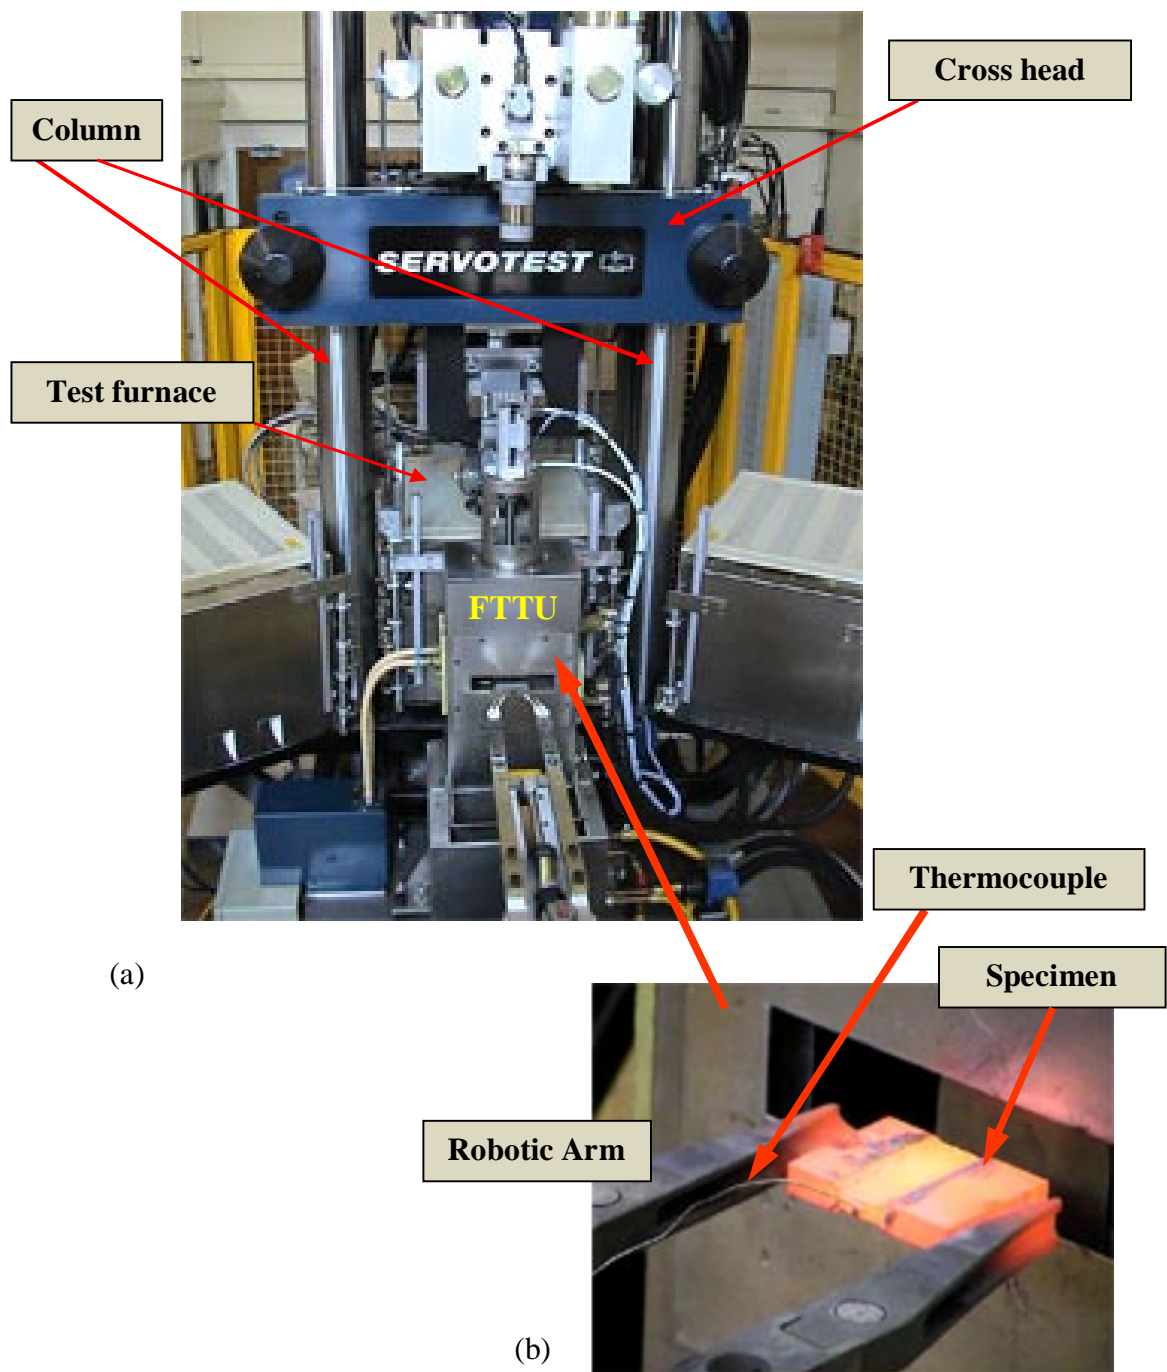 Cross head
Column
SERVOTEST
Test furnace
FTTU
Thermocouple
(a)
Specimen
Robotic Arm
(b)